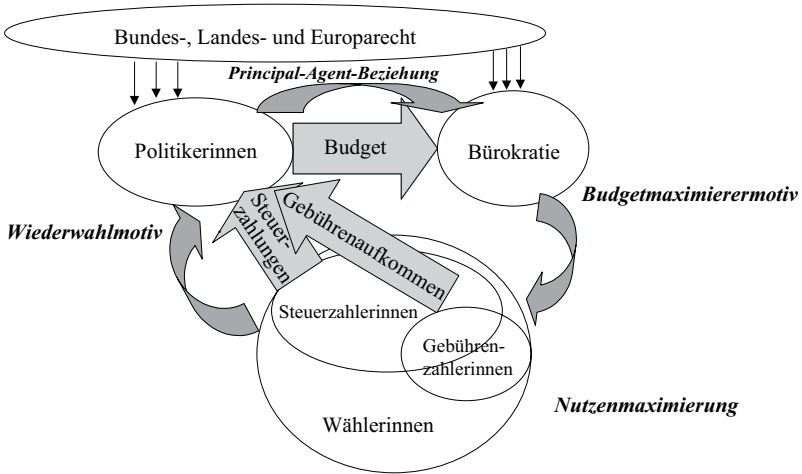 Bundes-, Landes- und Europarecht
Principal-Agent-Beziehung
Politikerinnen
Budget
Bürokratie
Budgetmaximierermotiv
Wiederwahlmotiv
Steuer-
zahlungen
Gebührenaufkommen
Steuerzahlerinnen
Gebühren-
zahlerinnen
Nutzenmaximierung
Wählerinnen